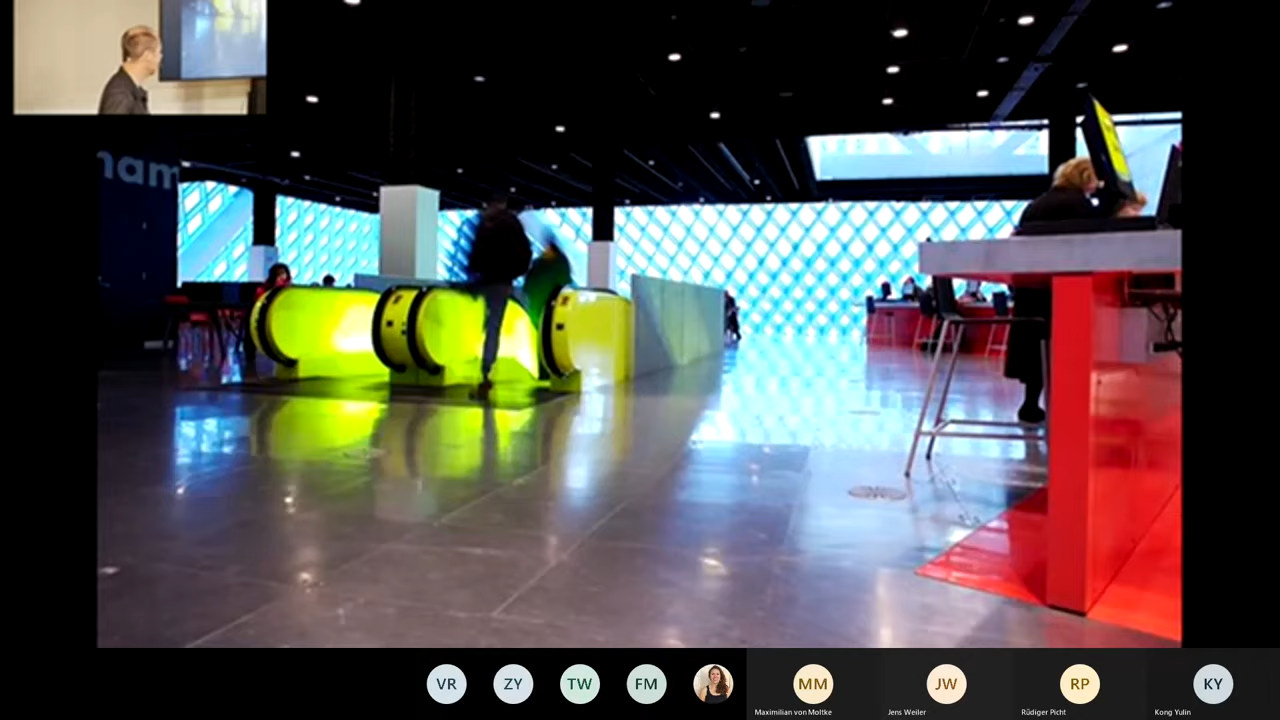 nam
VR
ZY
TW
FM
MM
JW
RP
KY
Maximilian von Moltke
Jens Weiler
Rüdiger Picht
Kong Yulin